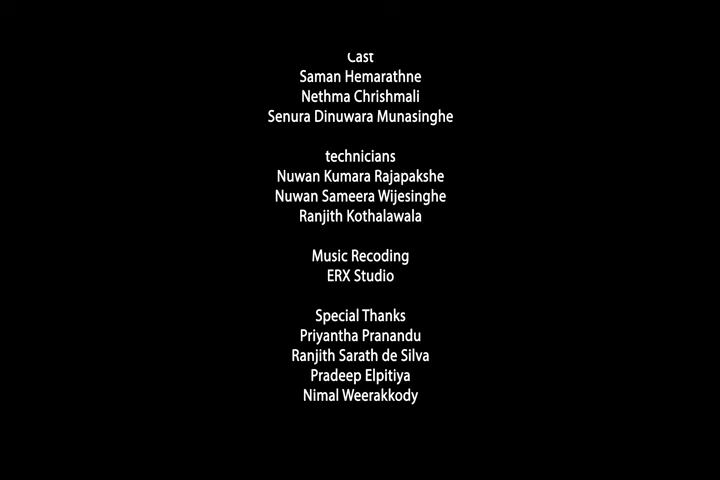 Cast
Saman Hemarathne
Nethma Chrishmali
Senura Dinuwara Munasinghe
technicians
Nuwan Kumara Rajapakshe
Nuwan Sameera Wijesinghe
Ranjith Kothalawala
Music Recoding
ERX Studio
Special Thanks
Priyantha Pranandu
Ranjith Sarath de Silva
Pradeep Elpitiya
Nimal Weerakkody